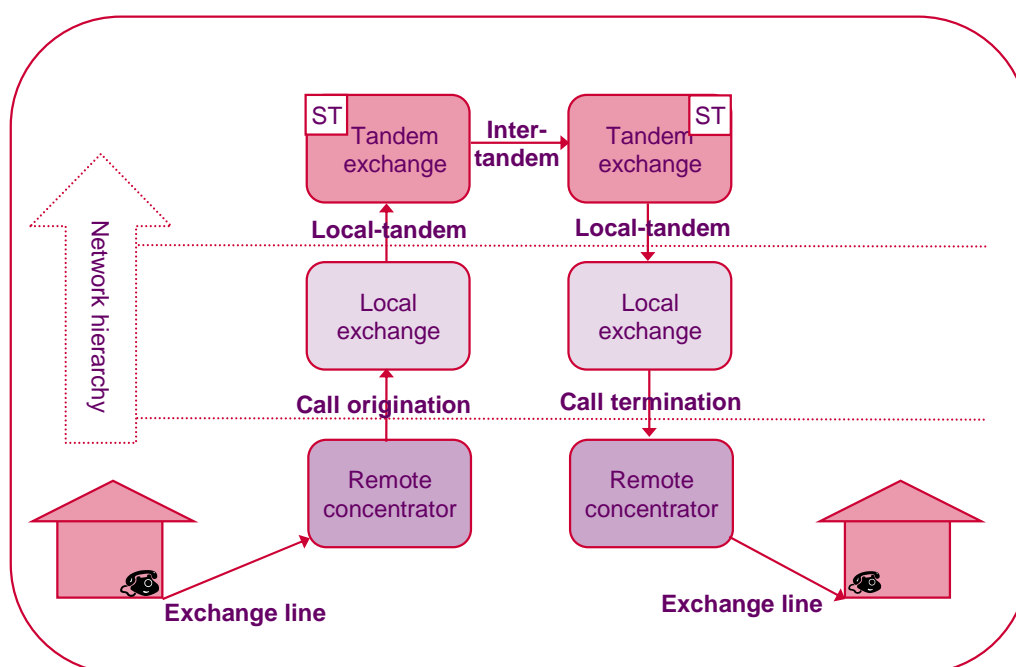 ST
Tandem
exchange
Inter-
tandem
ST
Tandem
exchange
Network hierarchy
Local-tandem
Local-tandem
Local
exchange
Local
exchange
Call origination
Call termination
Remote
concentrator
Remote
concentrator
Exchange line
Exchange line